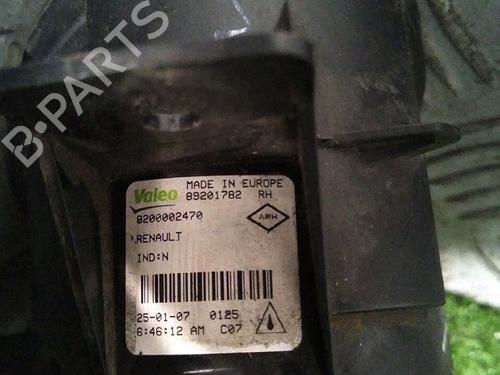 B-PARTS
Valeo MADE IN EUROPE
89201782 RH
8200002470
ARW
RENAULT
IND:N
25-01-07 0125
6:46:12 AM C07